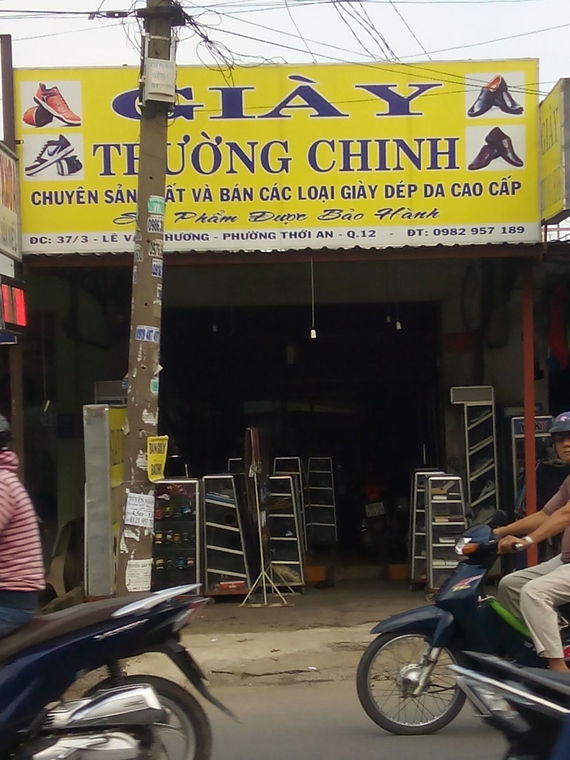 GIÀY
TRƯỜNG CHINH
CHUYÊN SẢN XUẤT VÀ BÁN CÁC LOẠI GIÀY DÉP DA CAO CẤP
Sản Phẩm Được Bảo Hành
ĐC: 37/3 - LÊ VĂN KHƯƠNG - PHƯỜNG THỚI AN - Q.12 - ĐT: 0982 957 189
GIÀY